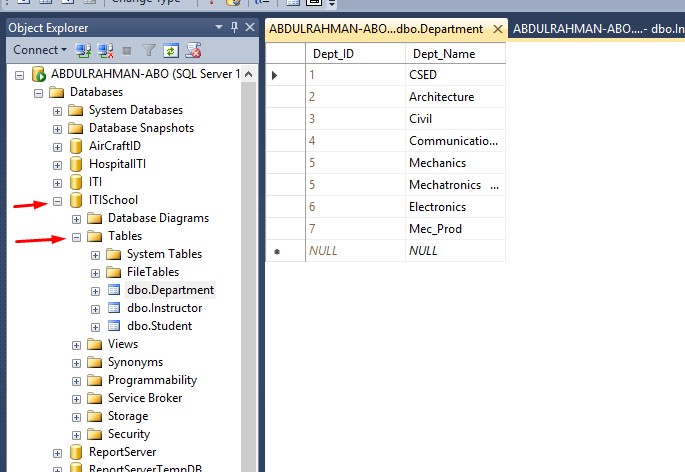 Change Type
Object Explorer
Connect
ABDULRAHMAN-ABO (SQL Server 1
Databases
System Databases
Database Snapshots
AirCraftID
HospitalITI
ITI
ITISchool
Database Diagrams
Tables
System Tables
FileTables
dbo.Department
dbo.Instructor
dbo.Student
Views
Synonyms
Programmability
Service Broker
Storage
Security
ReportServer
ReportServerTempDB
ABDULRAHMAN-ABO...dbo.Department
ABDULRAHMAN-ABO....- dbo.In
Dept_ID Dept_Name
1 CSED
2 Architecture
3 Civil
4 Communicatio...
5 Mechanics
5 Mechatronics ...
6 Electronics
7 Mec_Prod
NULL NULL